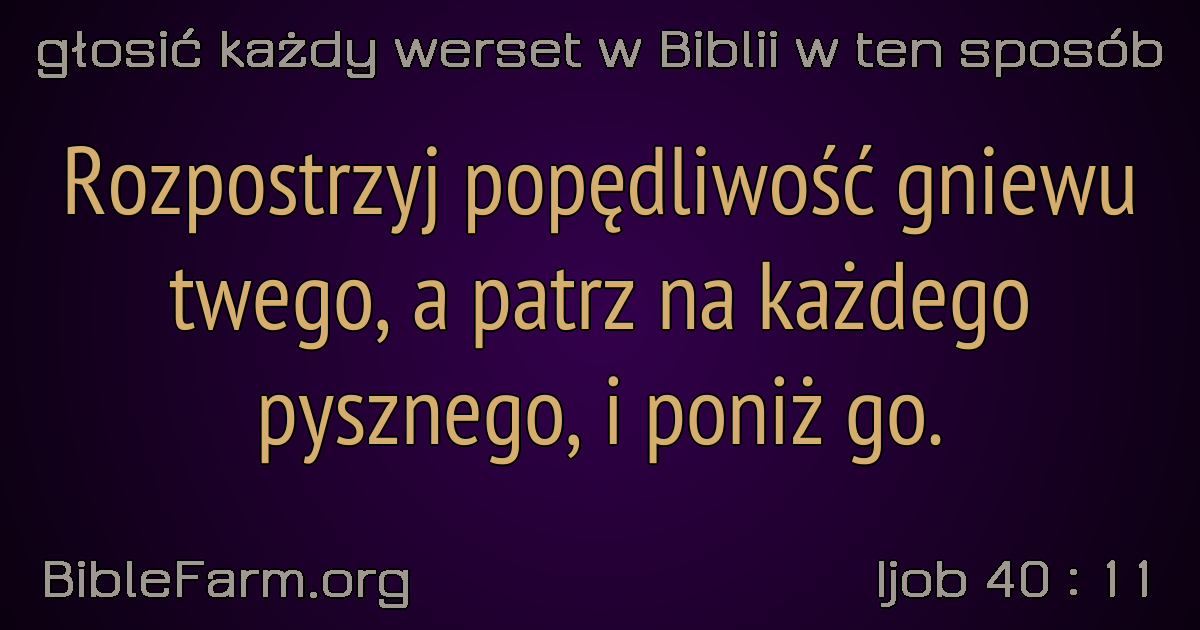 głosić każdy werset w Biblii w ten sposób
Rozpostrzyj popędliwość gniewu
twego, a patrz na każdego
pysznego, i poniż go.
BibleFarm.org
Ijob 40 : 11